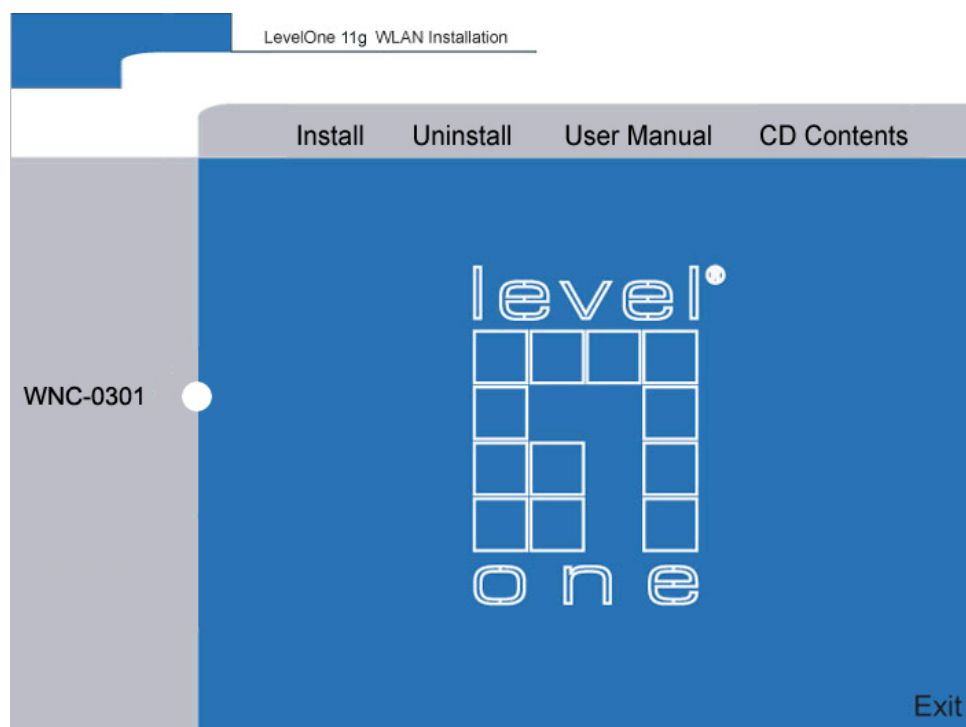 LevelOne 11g WLAN Installation
Install Uninstall User Manual CD Contents
level®
WNC-0301
one
Exit